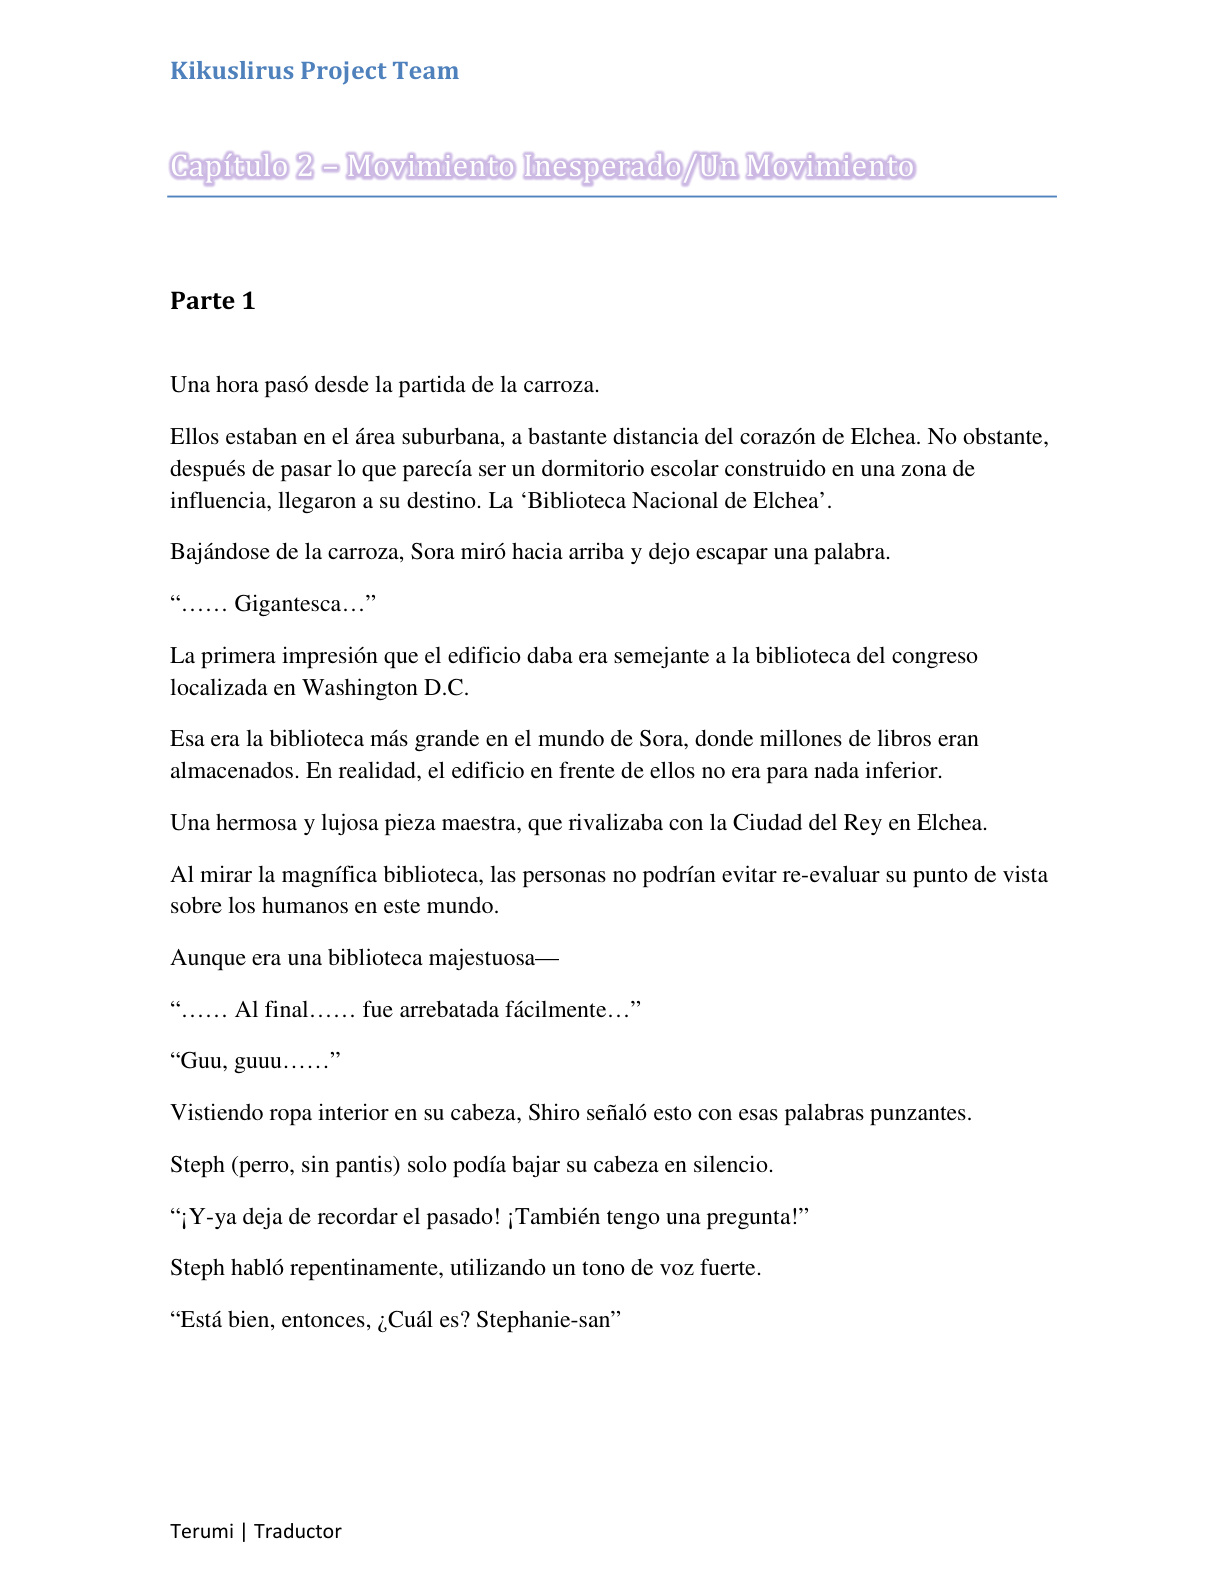 Kikuslirus Project Team
Capítulo 2 – Movimiento Inesperado/Un Movimiento
Parte 1
Una hora pasó desde la partida de la carroza.
Ellos estaban en el área suburbana, a bastante distancia del corazón de Elchea. No obstante,
después de pasar lo que parecía ser un dormitorio escolar construido en una zona de
influencia, llegaron a su destino. La ‘Biblioteca Nacional de Elchea’.
Bajándose de la carroza, Sora miró hacia arriba y dejo escapar una palabra.
“…… Gigantesca…”
La primera impresión que el edificio daba era semejante a la biblioteca del congreso
localizada en Washington D.C.
Esa era la biblioteca más grande en el mundo de Sora, donde millones de libros eran
almacenados. En realidad, el edificio en frente de ellos no era para nada inferior.
Una hermosa y lujosa pieza maestra, que rivalizaba con la Ciudad del Rey en Elchea.
Al mirar la magnífica biblioteca, las personas no podrían evitar re-evaluar su punto de vista
sobre los humanos en este mundo.
Aunque era una biblioteca majestuosa—
“…… Al final…… fue arrebatada fácilmente…”
“Guu, guuu……”
Vistiendo ropa interior en su cabeza, Shiro señaló esto con esas palabras punzantes.
Steph (perro, sin pantis) solo podía bajar su cabeza en silencio.
“¡Y-ya deja de recordar el pasado! ¡También tengo una pregunta!”
Steph habló repentinamente, utilizando un tono de voz fuerte.
“Está bien, entonces, ¿Cuál es? Stephanie-san”
Terumi | Traductor